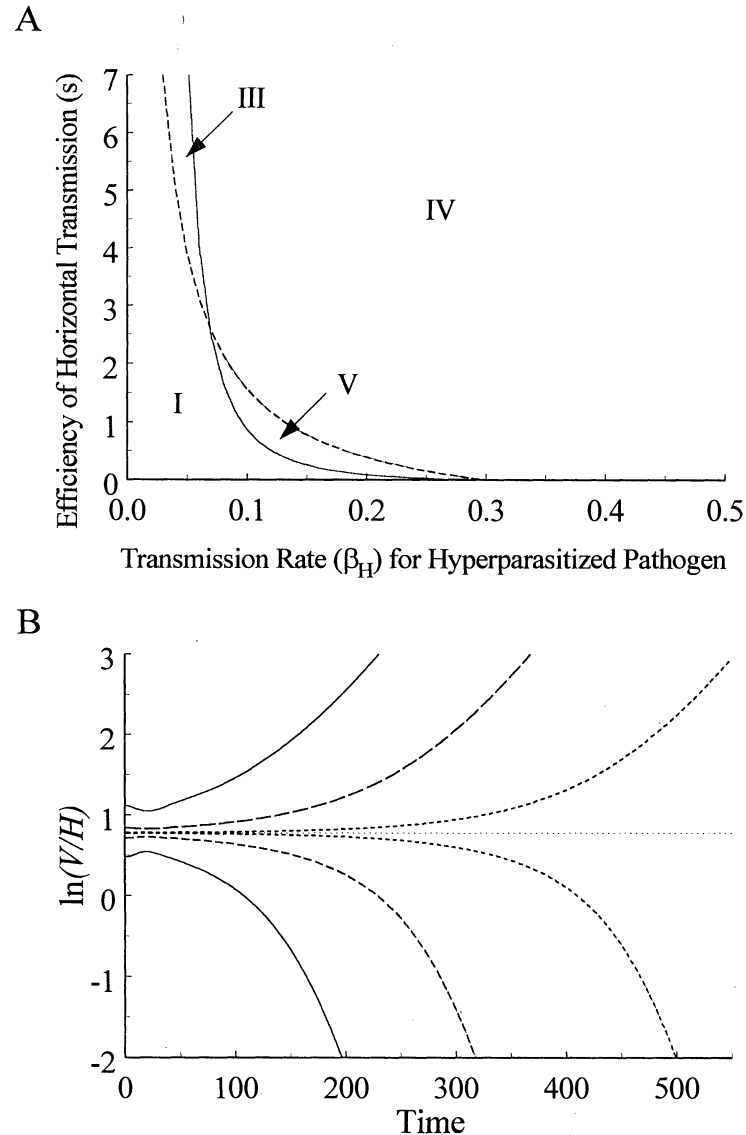 A
Efficiency of Horizontal Transmission (s)
7
6
5
4
3
2
1
0
III
IV
I
V
0.0 0.1 0.2 0.3 0.4 0.5
Transmission Rate (β_H) for Hyperparasitized Pathogen
B
ln(V/H)
3
2
1
0
-1
-2
0 100 200 300 400 500
Time